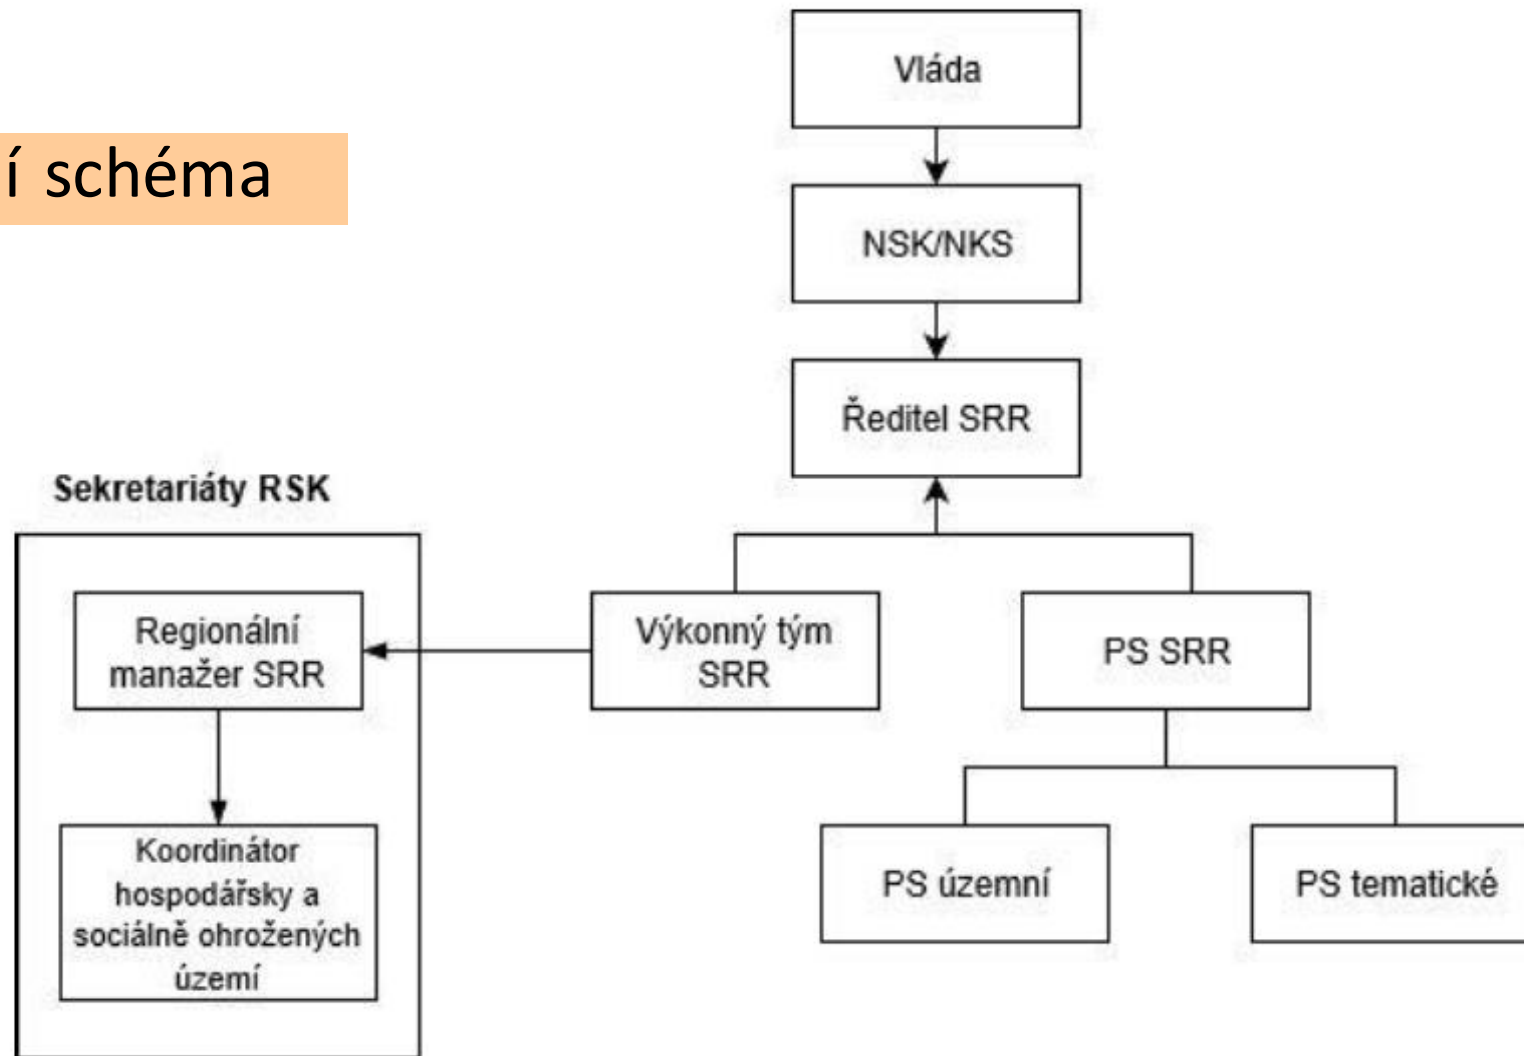 í schéma
Vláda
NSK/NKS
Ředitel SRR
Sekretariáty RSK
Regionální
manažer SRR
Výkonný tým
SRR
PS SRR
Koordinátor
hospodářsky a
sociálně ohrožených
území
PS územní
PS tematické